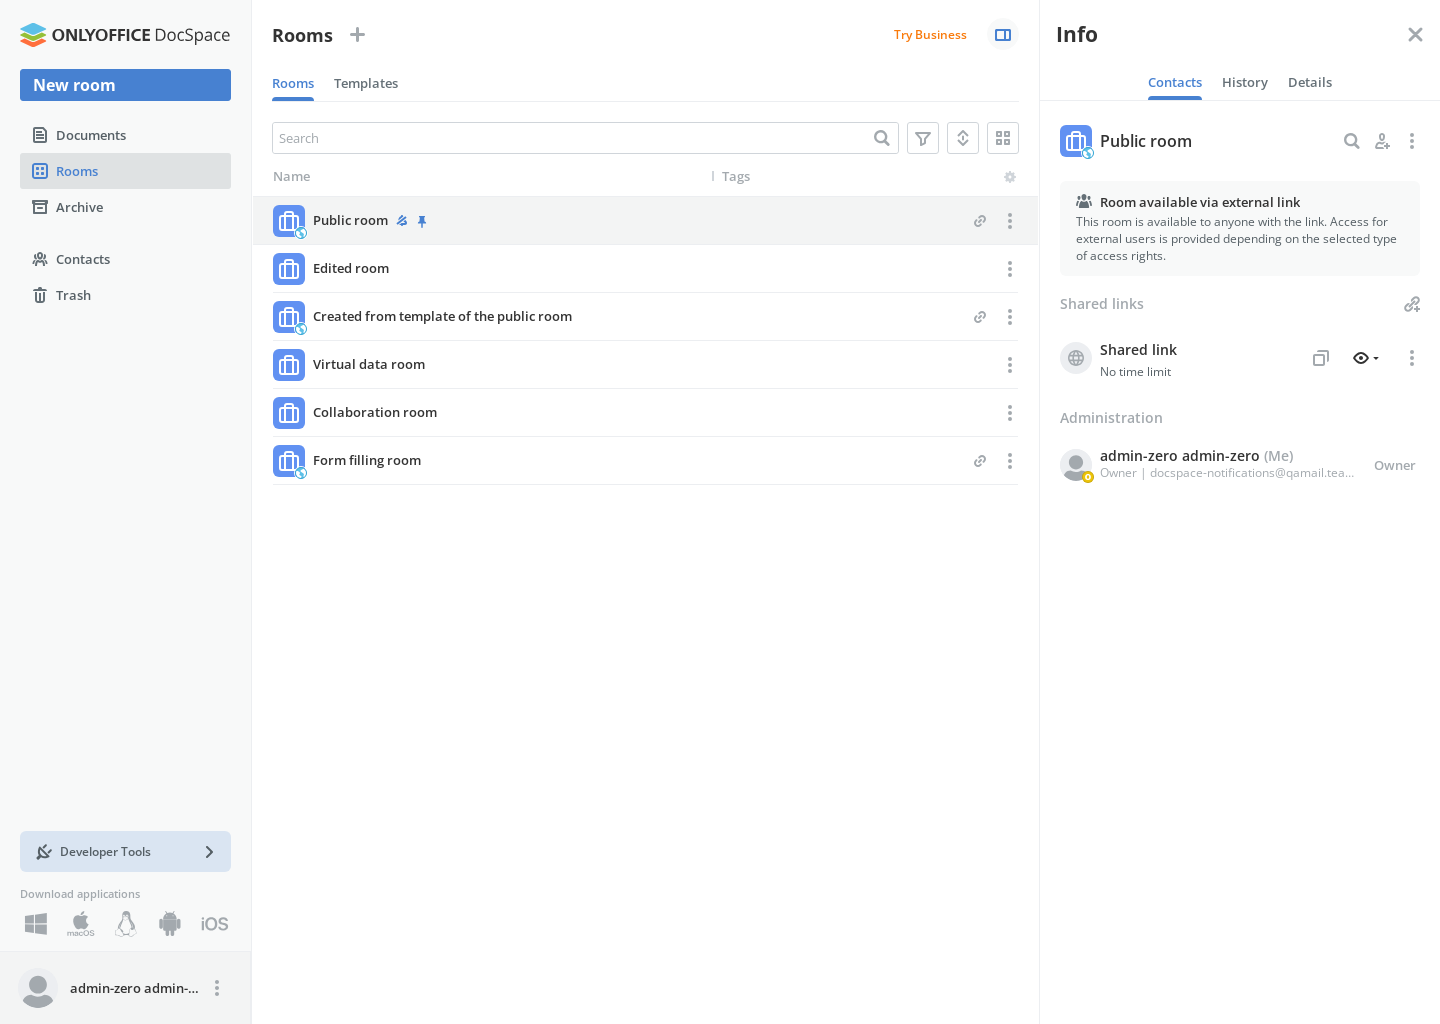 ONLYOFFICE DocSpace
New room
Documents
Rooms
Archive
Contacts
Trash
Developer Tools
Download applications
macOS
iOS
admin-zero admin-...
Rooms
Try Business
Rooms
Templates
Search
Name
Tags
Public room
Edited room
Created from template of the public room
Virtual data room
Collaboration room
Form filling room
Info
Contacts
History
Details
Public room
Room available via external link
This room is available to anyone with the link. Access for
external users is provided depending on the selected type
of access rights.
Shared links
Shared link
No time limit
Administration
admin-zero admin-zero (Me)
Owner | docspace-notifications@qamail.tea...
Owner